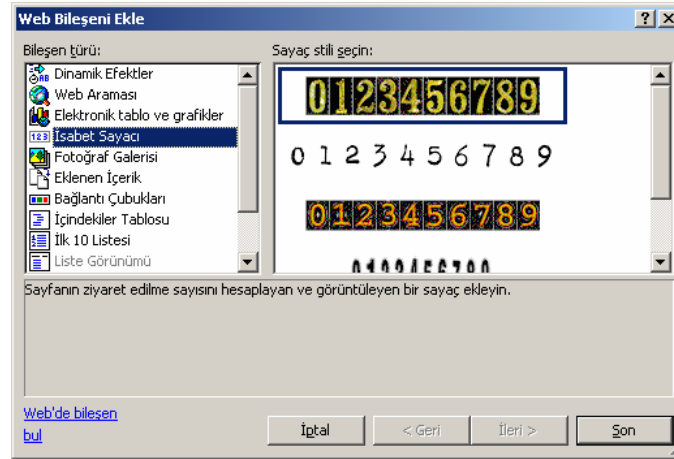 Web Bileşeni Ekle
Bileşen türü:
Dinamik Efektler
Web Araması
Elektronik tablo ve grafikler
İsabet Sayacı
Fotoğraf Galerisi
Eklenen İçerik
Bağlantı Çubukları
İçindekiler Tablosu
İlk 10 Listesi
Liste Görünümü
Sayaç stili seçin:
0123456789
0 1 2 3 4 5 6 7 8 9
0123456789
0123456789
Sayfanın ziyaret edilme sayısını hesaplayan ve görüntüleyen bir sayaç ekleyin.
Web'de bileşen
bul
İptal
< Geri
İleri >
Son